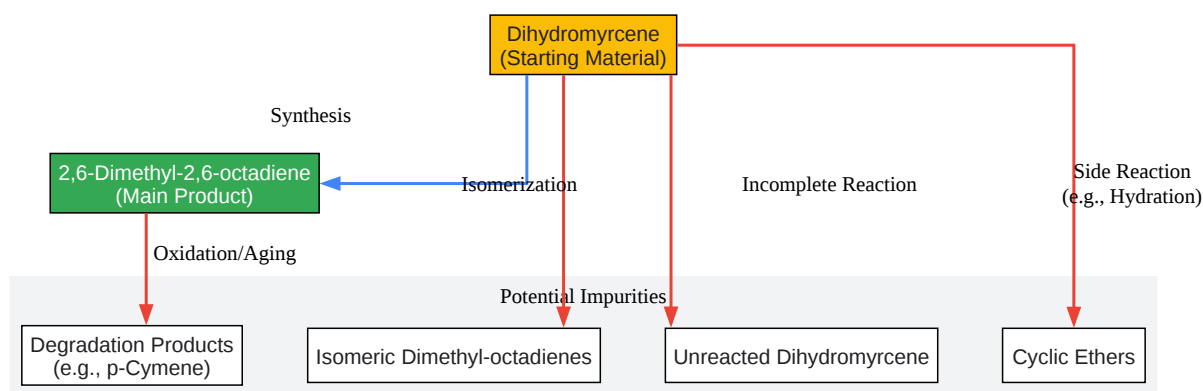 Dihydromyrcene
(Starting Material)
Synthesis
2,6-Dimethyl-2,6-octadiene
(Main Product)
Isomerization
Incomplete Reaction
Side Reaction
(e.g., Hydration)
Oxidation/Aging
Potential Impurities
Degradation Products
(e.g., p-Cymene)
Isomeric Dimethyl-octadienes
Unreacted Dihydromyrcene
Cyclic Ethers